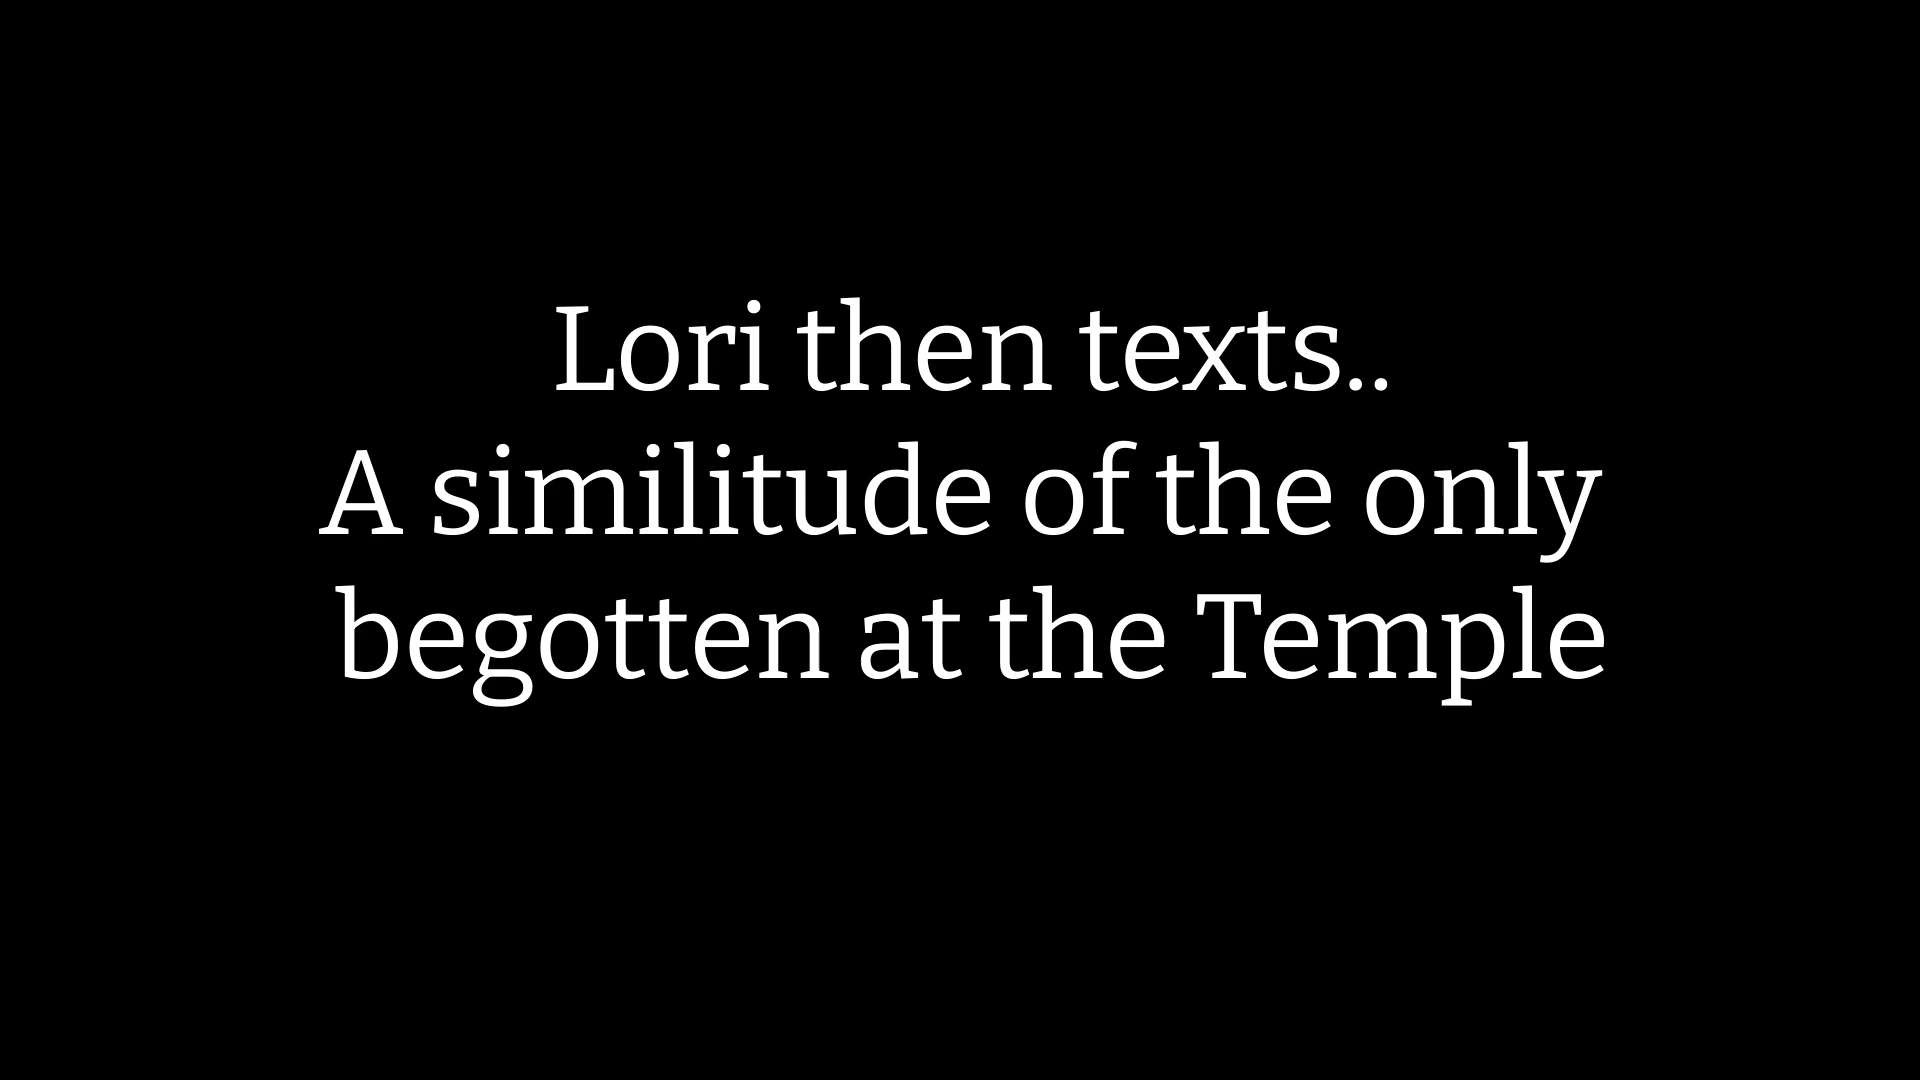 Lori then texts..
A similitude of the only
begotten at the Temple